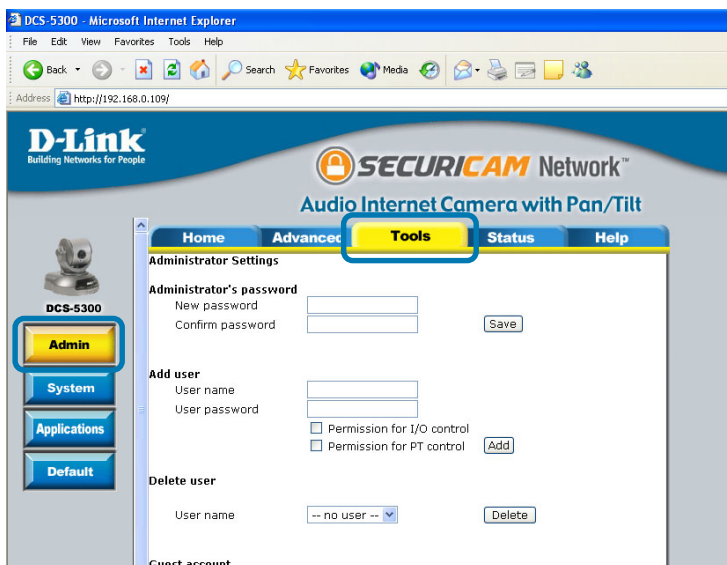 DCS-5300 - Microsoft Internet Explorer
File Edit View Favorites Tools Help
Back Search Favorites Media
Address http://192.168.0.109/
D-Link
Building Networks for People
SECURICAM Network™
Audio Internet Camera with Pan/Tilt
Home Advanced Tools Status Help
DCS-5300
Admin
System
Applications
Default
Administrator Settings
Administrator's password
New password
Confirm password Save
Add user
User name
User password
Permission for I/O control
Permission for PT control Add
Delete user
User name -- no user -- Delete
Guest account